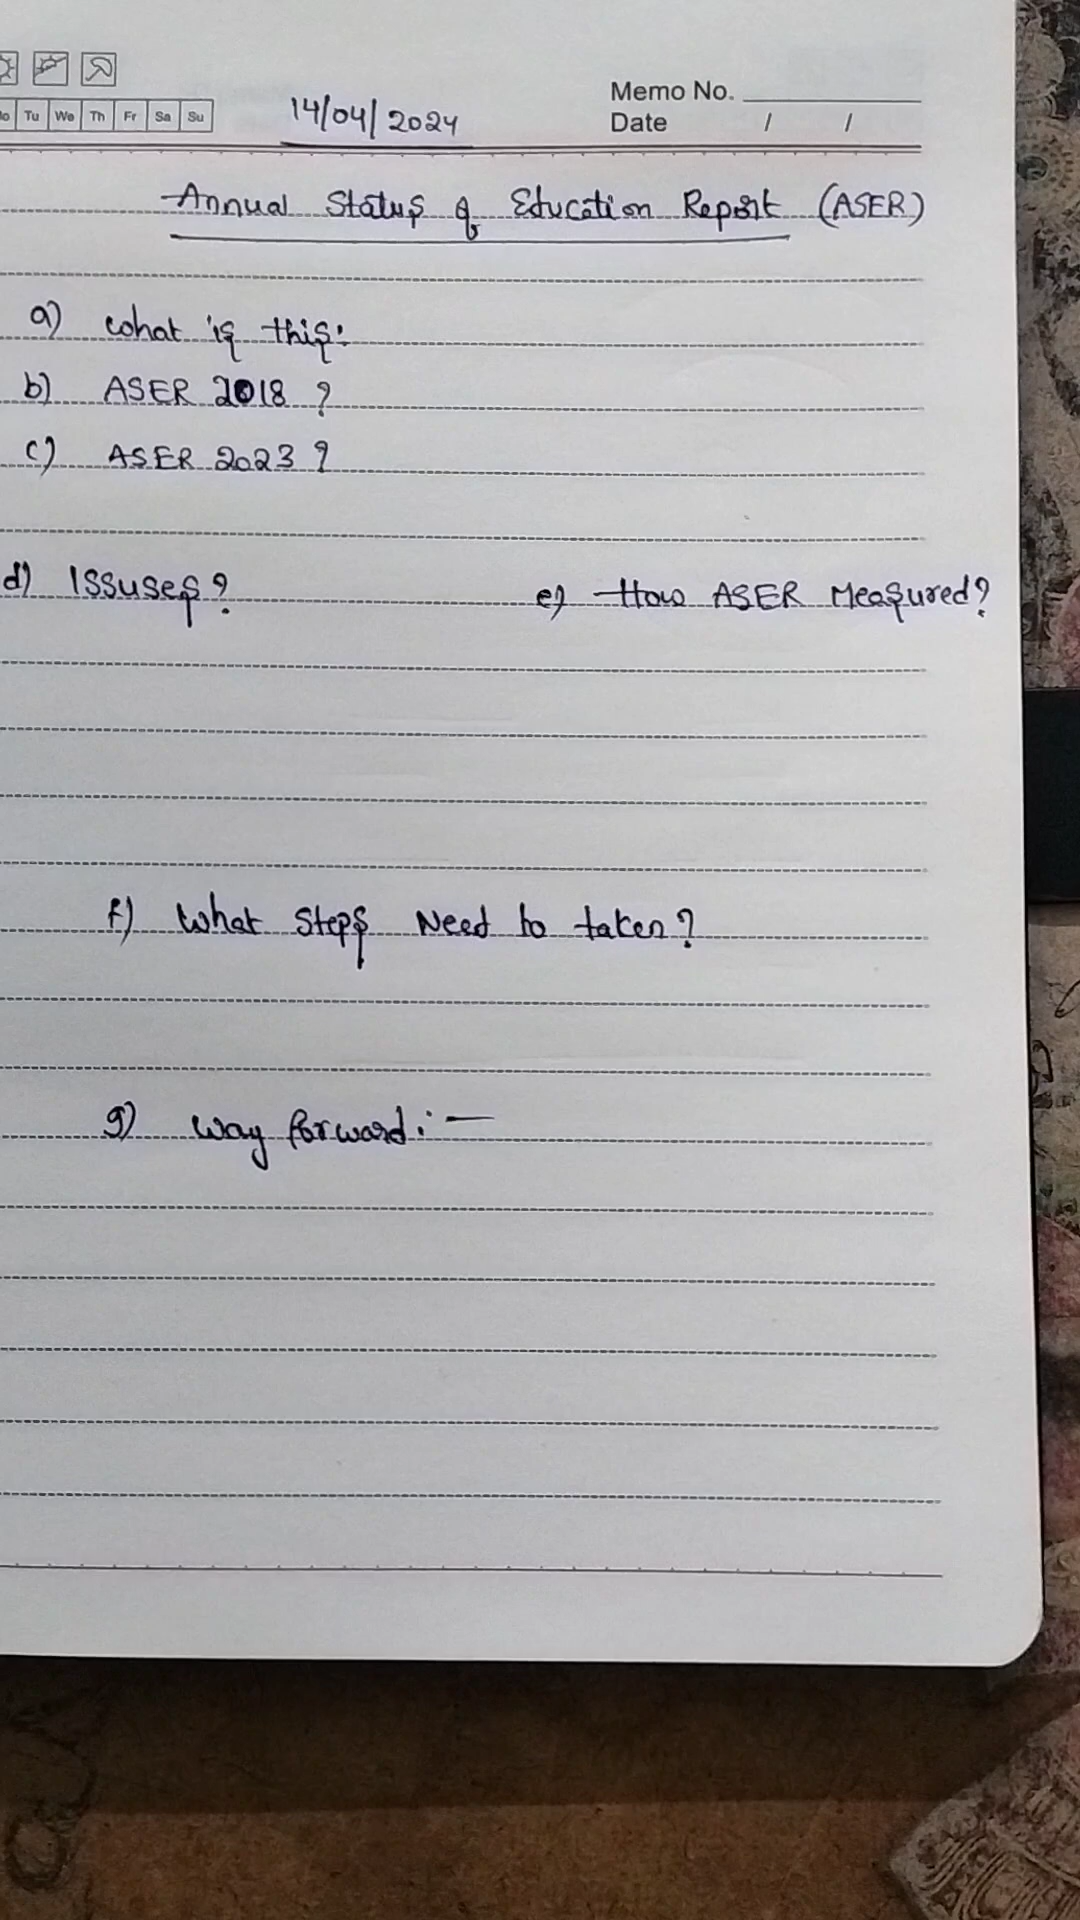 Mo Tu We Th Fr Sa Su
14/04/2024
Memo No.
Date / /
Annual Status of Education Report (ASER)
a) What is this:
b) ASER 2018 ?
c) ASER 2023 ?
d) Issuses?
e) How ASER Measured?
f) What Steps Need to taken?
g) Way forward:-